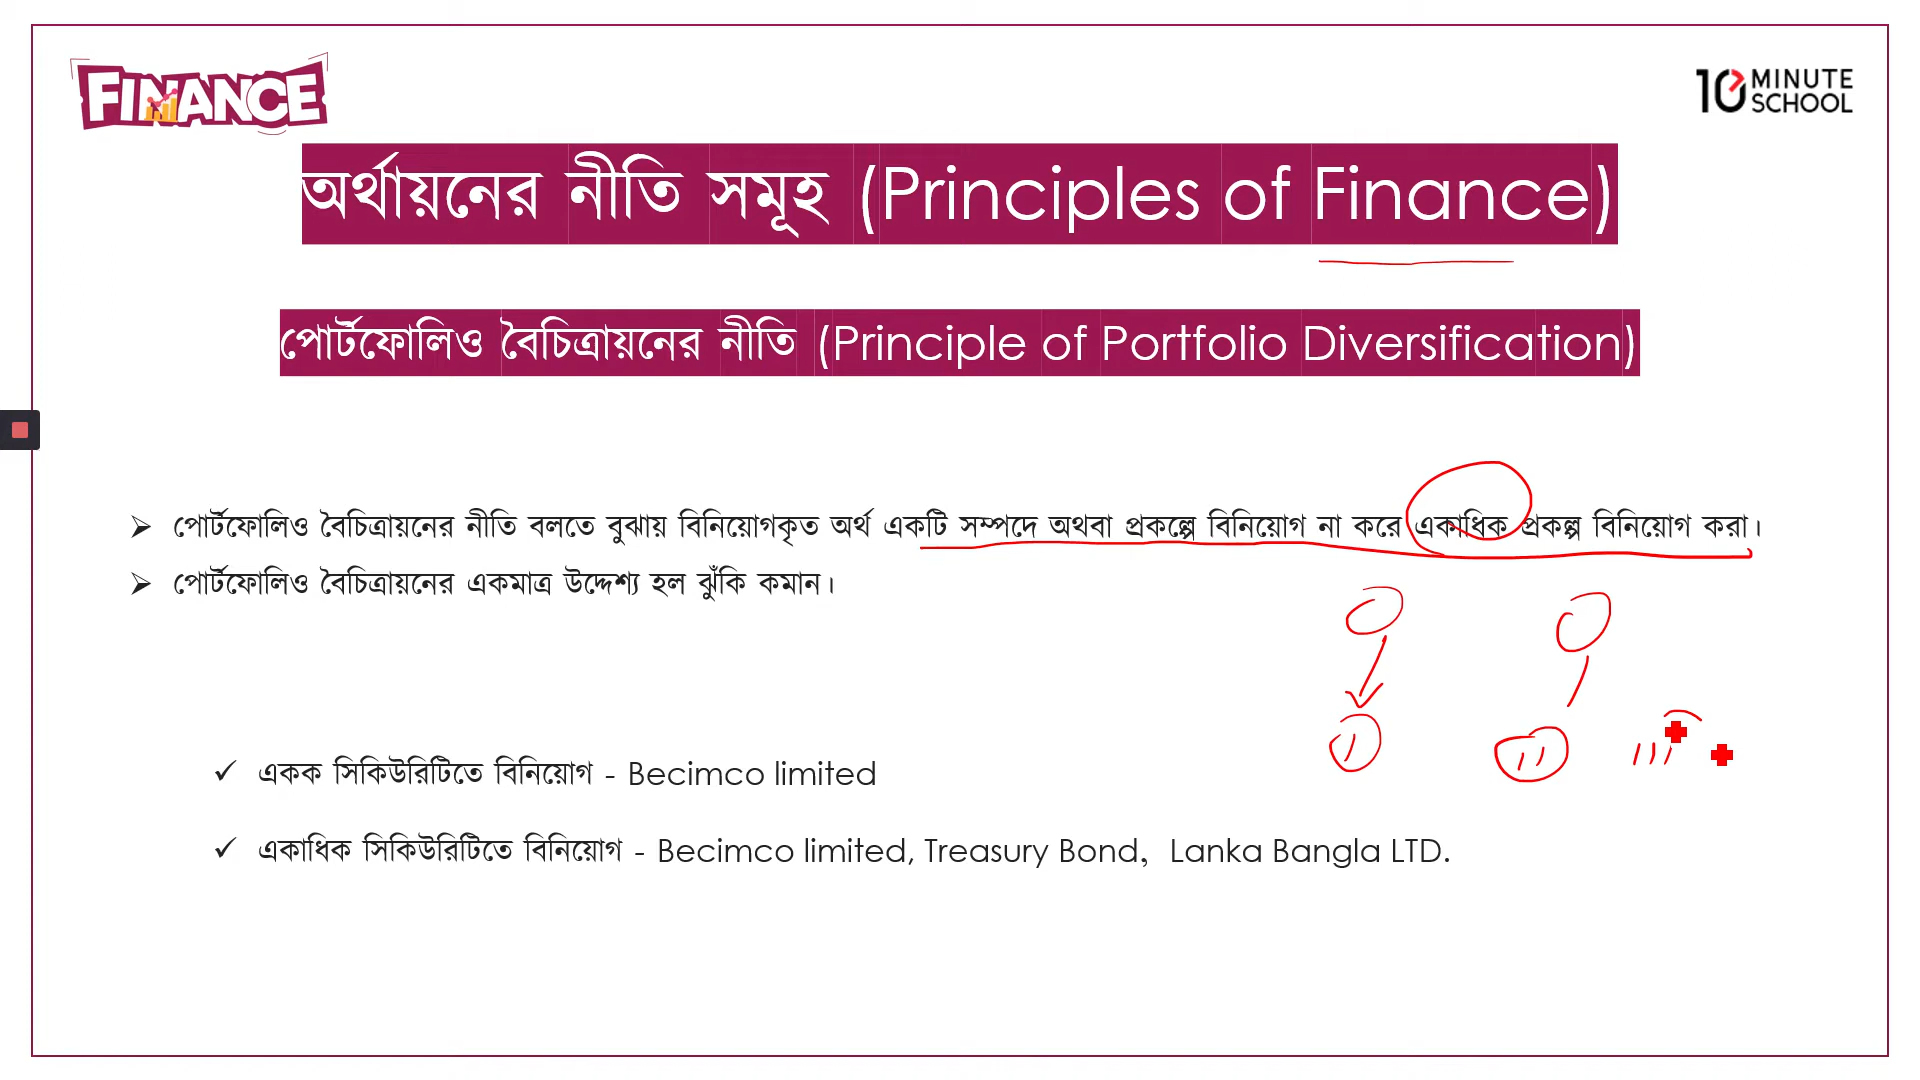 FINANCE
10 MINUTE SCHOOL
অর্থায়নের নীতি সমূহ (Principles of Finance)
পোর্টফোলিও বৈচিত্রায়নের নীতি (Principle of Portfolio Diversification)
➢ পোর্টফোলিও বৈচিত্রায়নের নীতি বলতে বুঝায় বিনিয়োগকৃত অর্থ একটি সম্পদে অথবা প্রকল্পে বিনিয়োগ না করে একাধিক প্রকল্প বিনিয়োগ করা।
➢ পোর্টফোলিও বৈচিত্রায়নের একমাত্র উদ্দেশ্য হল ঝুঁকি কমান।
✓ একক সিকিউরিটিতে বিনিয়োগ - Becimco limited
✓ একাধিক সিকিউরিটিতে বিনিয়োগ - Becimco limited, Treasury Bond, Lanka Bangla LTD.